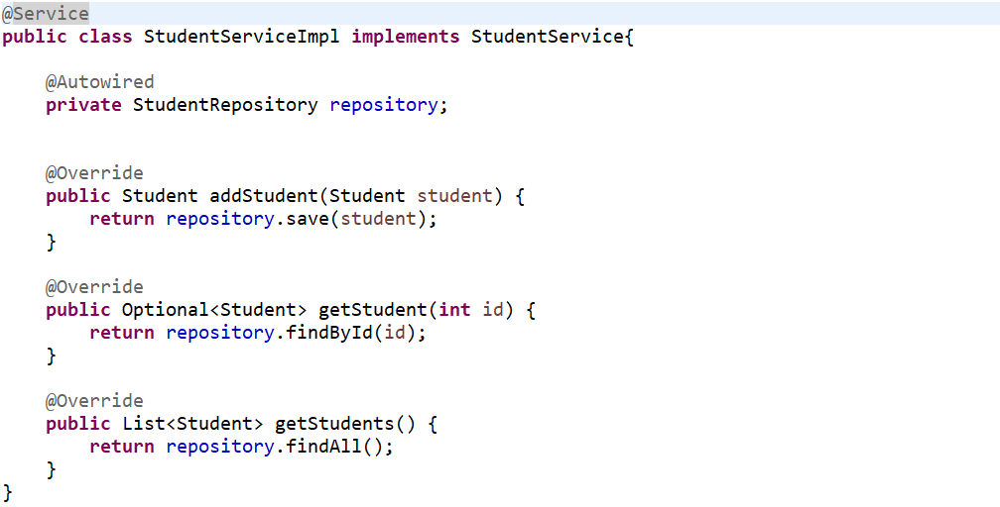 @Service
public class StudentServiceImpl implements StudentService{
@Autowired
private StudentRepository repository;
@Override
public Student addStudent(Student student) {
return repository.save(student);
}
@Override
public Optional<Student> getStudent(int id) {
return repository.findById(id);
}
@Override
public List<Student> getStudents() {
return repository.findAll();
}
}